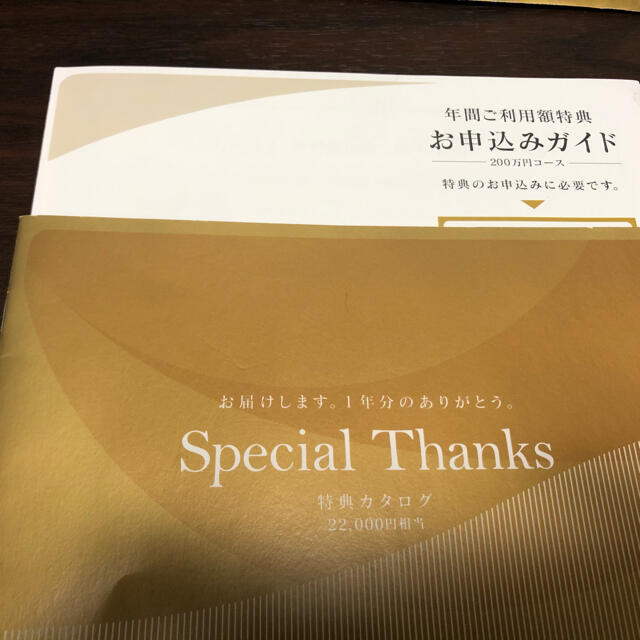 年間ご利用額特典
お申込みガイド
200万円コース
特典のお申込みに必要です。
お届けします。1年分のありがとう。
Special Thanks
特典カタログ
22,000円相当